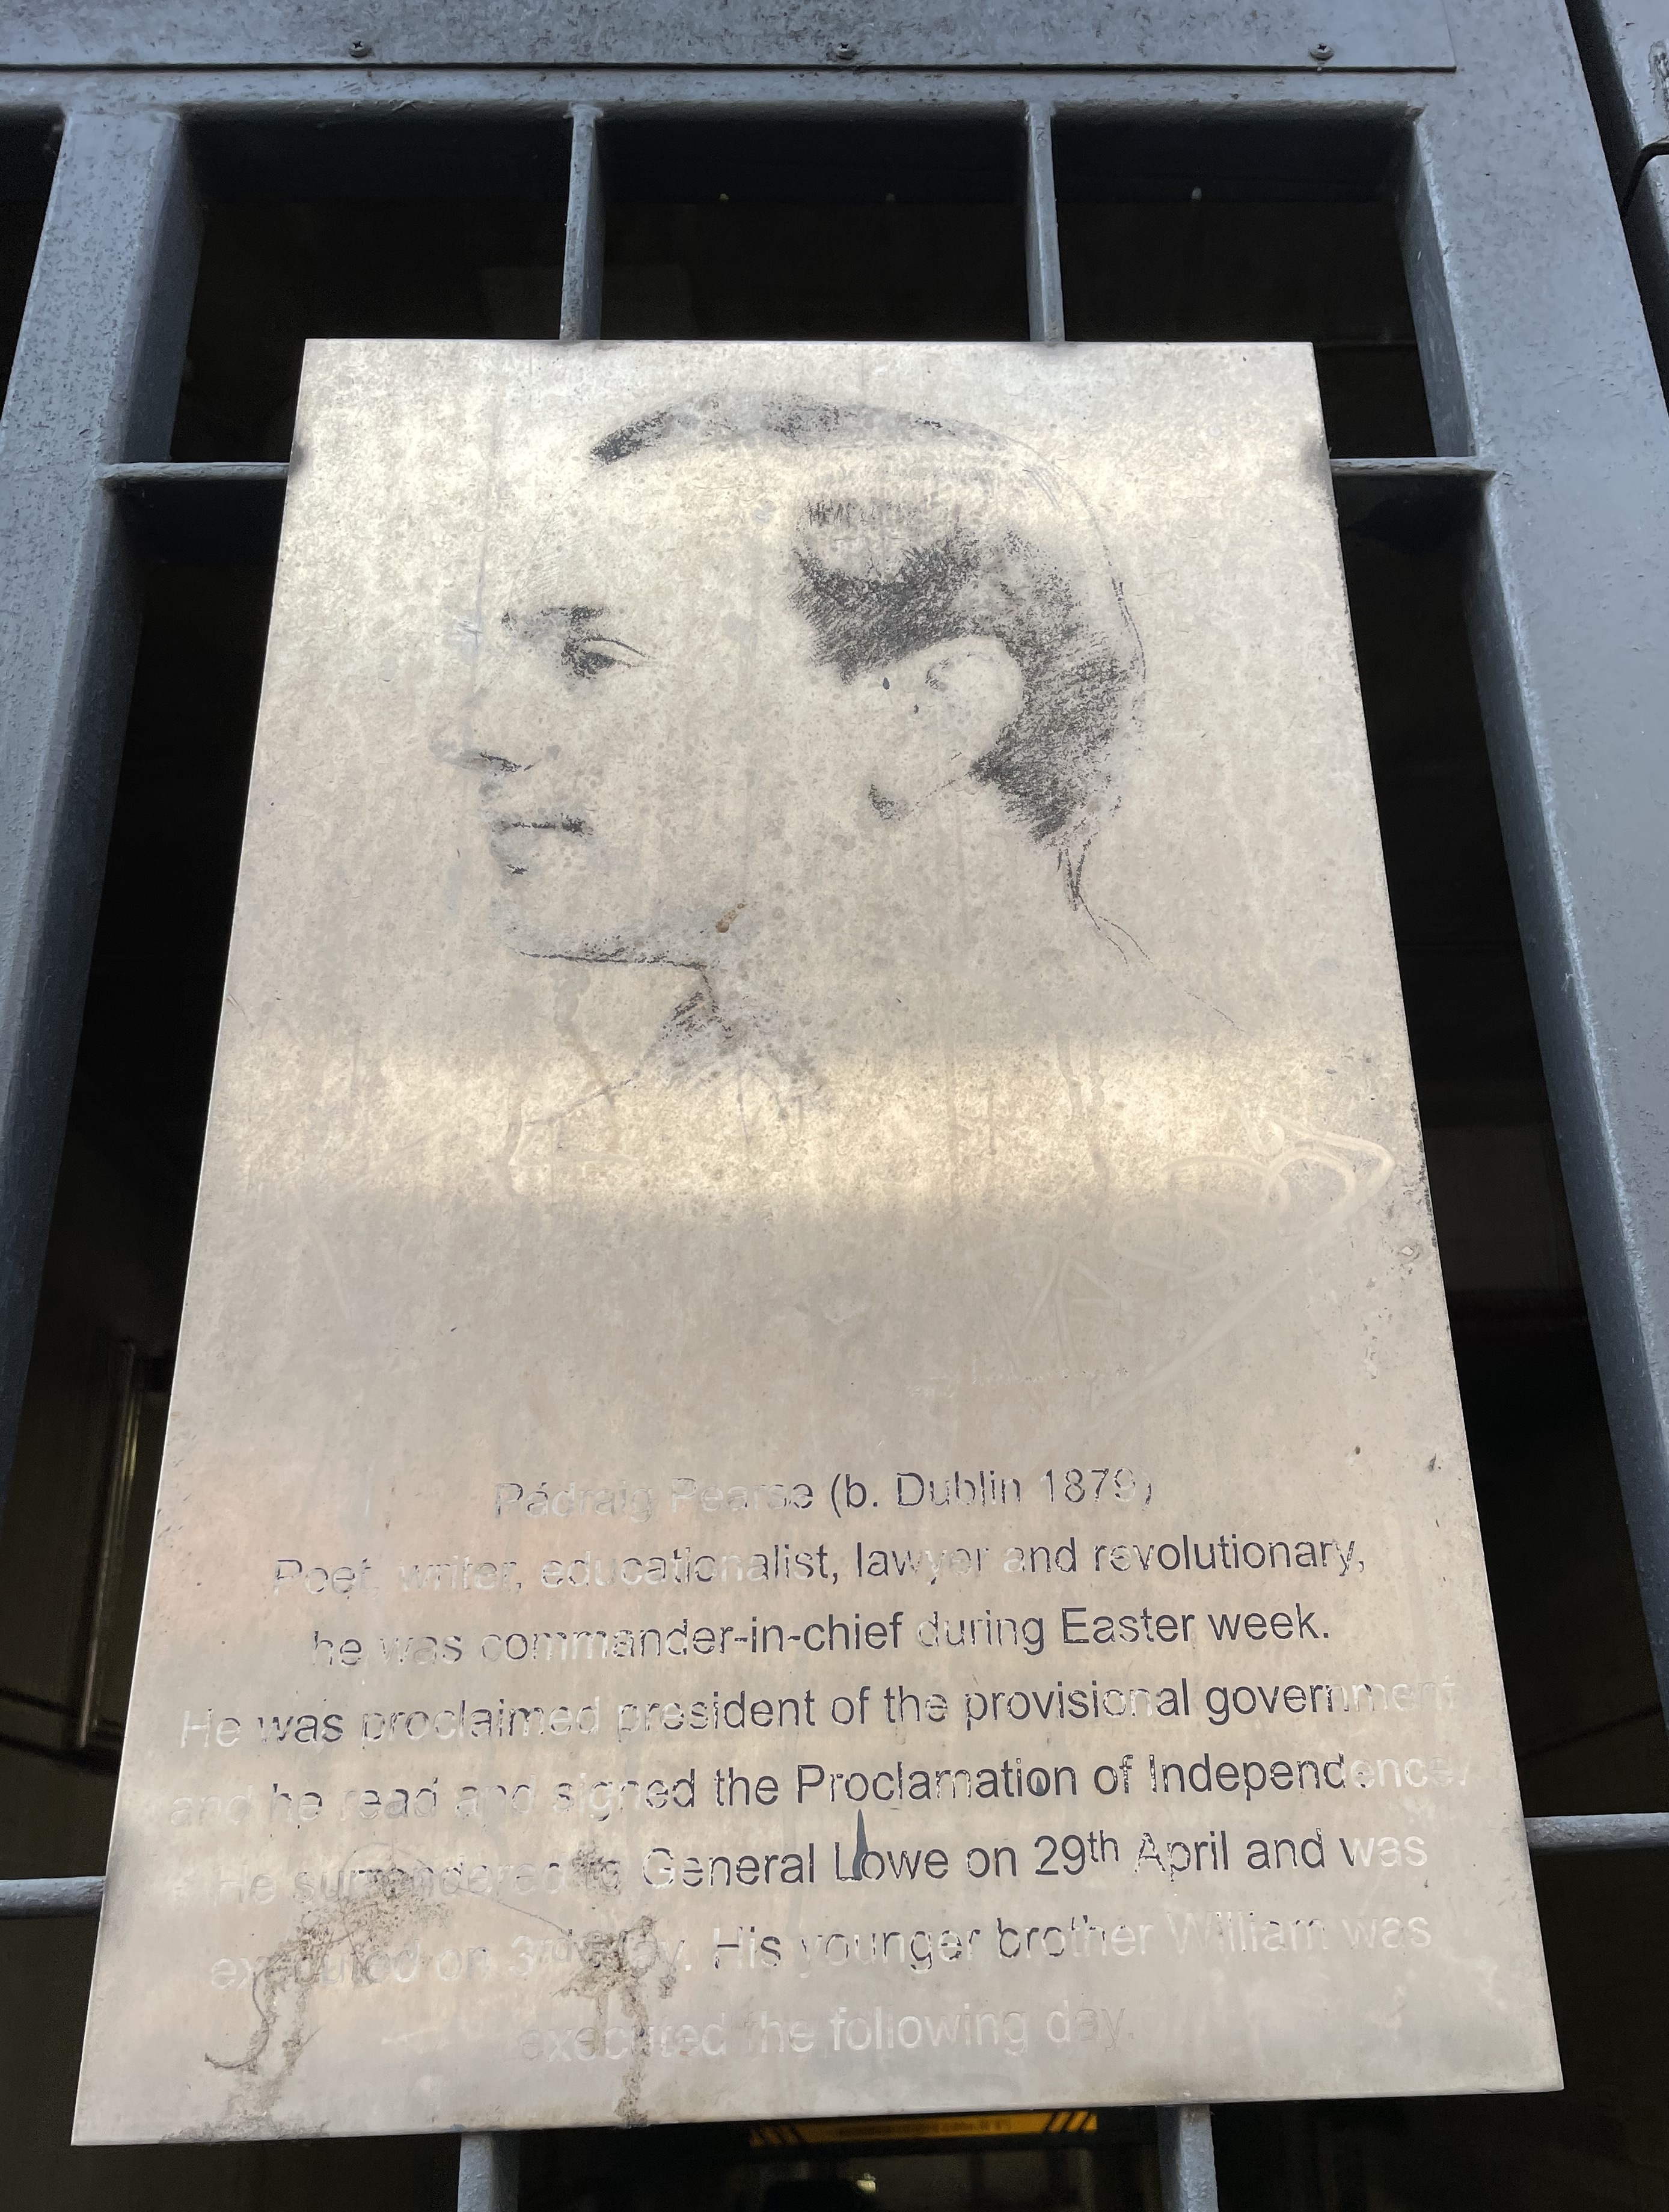 Pádraig Pearse (b. Dublin 1879)
Poet, writer, educationalist, lawyer and revolutionary,
he was commander-in-chief during Easter week.
He was proclaimed president of the provisional government
and he read and signed the Proclamation of Independence.
He surrendered to General Lowe on 29th April and was
executed on 3rd May. His younger brother William was
executed the following day.